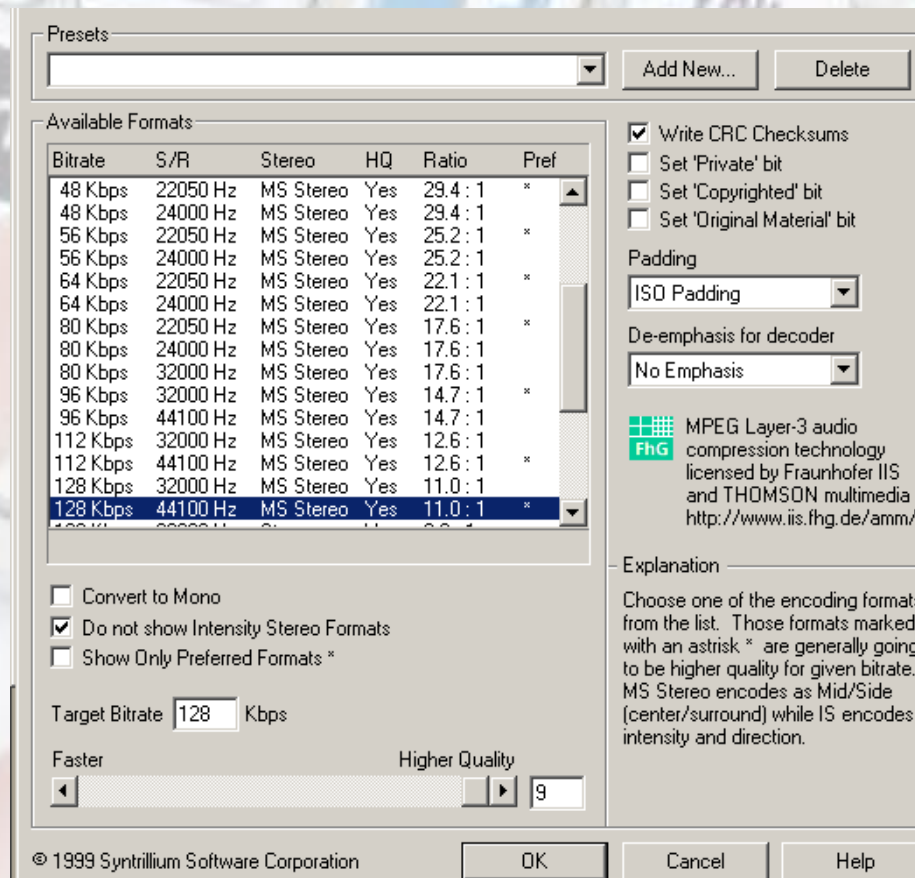 Presets
Add New...
Delete
Available Formats
Bitrate S/R Stereo HQ Ratio Pref
48 Kbps 22050 Hz MS Stereo Yes 29.4 : 1 *
48 Kbps 24000 Hz MS Stereo Yes 29.4 : 1
56 Kbps 22050 Hz MS Stereo Yes 25.2 : 1 *
56 Kbps 24000 Hz MS Stereo Yes 25.2 : 1
64 Kbps 22050 Hz MS Stereo Yes 22.1 : 1 *
64 Kbps 24000 Hz MS Stereo Yes 22.1 : 1
80 Kbps 22050 Hz MS Stereo Yes 17.6 : 1 *
80 Kbps 24000 Hz MS Stereo Yes 17.6 : 1
80 Kbps 32000 Hz MS Stereo Yes 17.6 : 1
96 Kbps 32000 Hz MS Stereo Yes 14.7 : 1 *
96 Kbps 44100 Hz MS Stereo Yes 14.7 : 1
112 Kbps 32000 Hz MS Stereo Yes 12.6 : 1
112 Kbps 44100 Hz MS Stereo Yes 12.6 : 1 *
128 Kbps 32000 Hz MS Stereo Yes 11.0 : 1
128 Kbps 44100 Hz MS Stereo Yes 11.0 : 1 *
Convert to Mono
Do not show Intensity Stereo Formats
Show Only Preferred Formats *
Target Bitrate 128 Kbps
Faster Higher Quality
9
Write CRC Checksums
Set 'Private' bit
Set 'Copyrighted' bit
Set 'Original Material' bit
Padding
ISO Padding
De-emphasis for decoder
No Emphasis
FhG
MPEG Layer-3 audio
compression technology
licensed by Fraunhofer IIS
and THOMSON multimedia
http://www.iis.fhg.de/amm/
Explanation
Choose one of the encoding formats
from the list. Those formats marked
with an astrisk * are generally going
to be higher quality for given bitrate.
MS Stereo encodes as Mid/Side
(center/surround) while IS encodes
intensity and direction.
© 1999 Syntrillium Software Corporation
OK
Cancel
Help